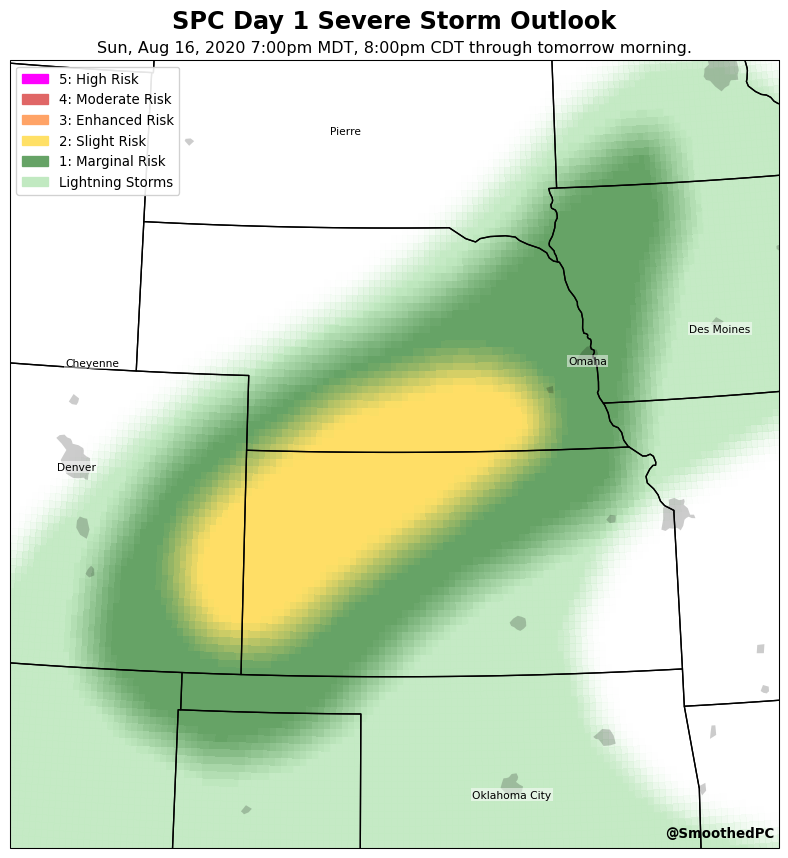 SPC Day 1 Severe Storm Outlook
Sun, Aug 16, 2020 7:00pm MDT, 8:00pm CDT through tomorrow morning.
5: High Risk
4: Moderate Risk
3: Enhanced Risk
2: Slight Risk
1: Marginal Risk
Lightning Storms
Pierre
Des Moines
Omaha
Cheyenne
Denver
Oklahoma City
@SmoothedPC